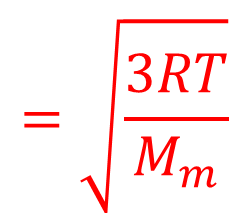 = √(3RT / M_m)